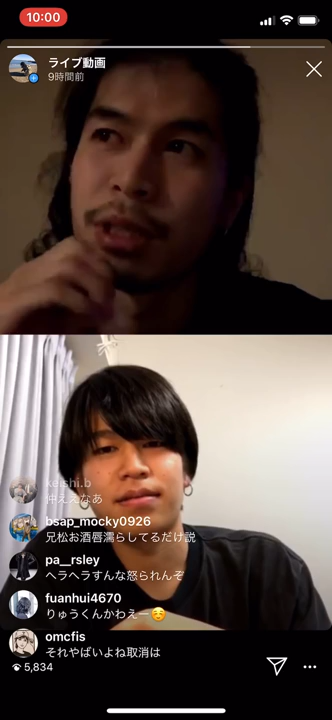 10:00
ライブ動画
9時間前
keishi.b
仲ええなあ
bsap_mocky0926
兄松お酒唇濡らしてるだけ説
pa__rsley
ヘラヘラすんな怒られんぞ
fuanhui4670
りゅうくんかわえー☺️
omcfis
それやばいよね取消は
5,834